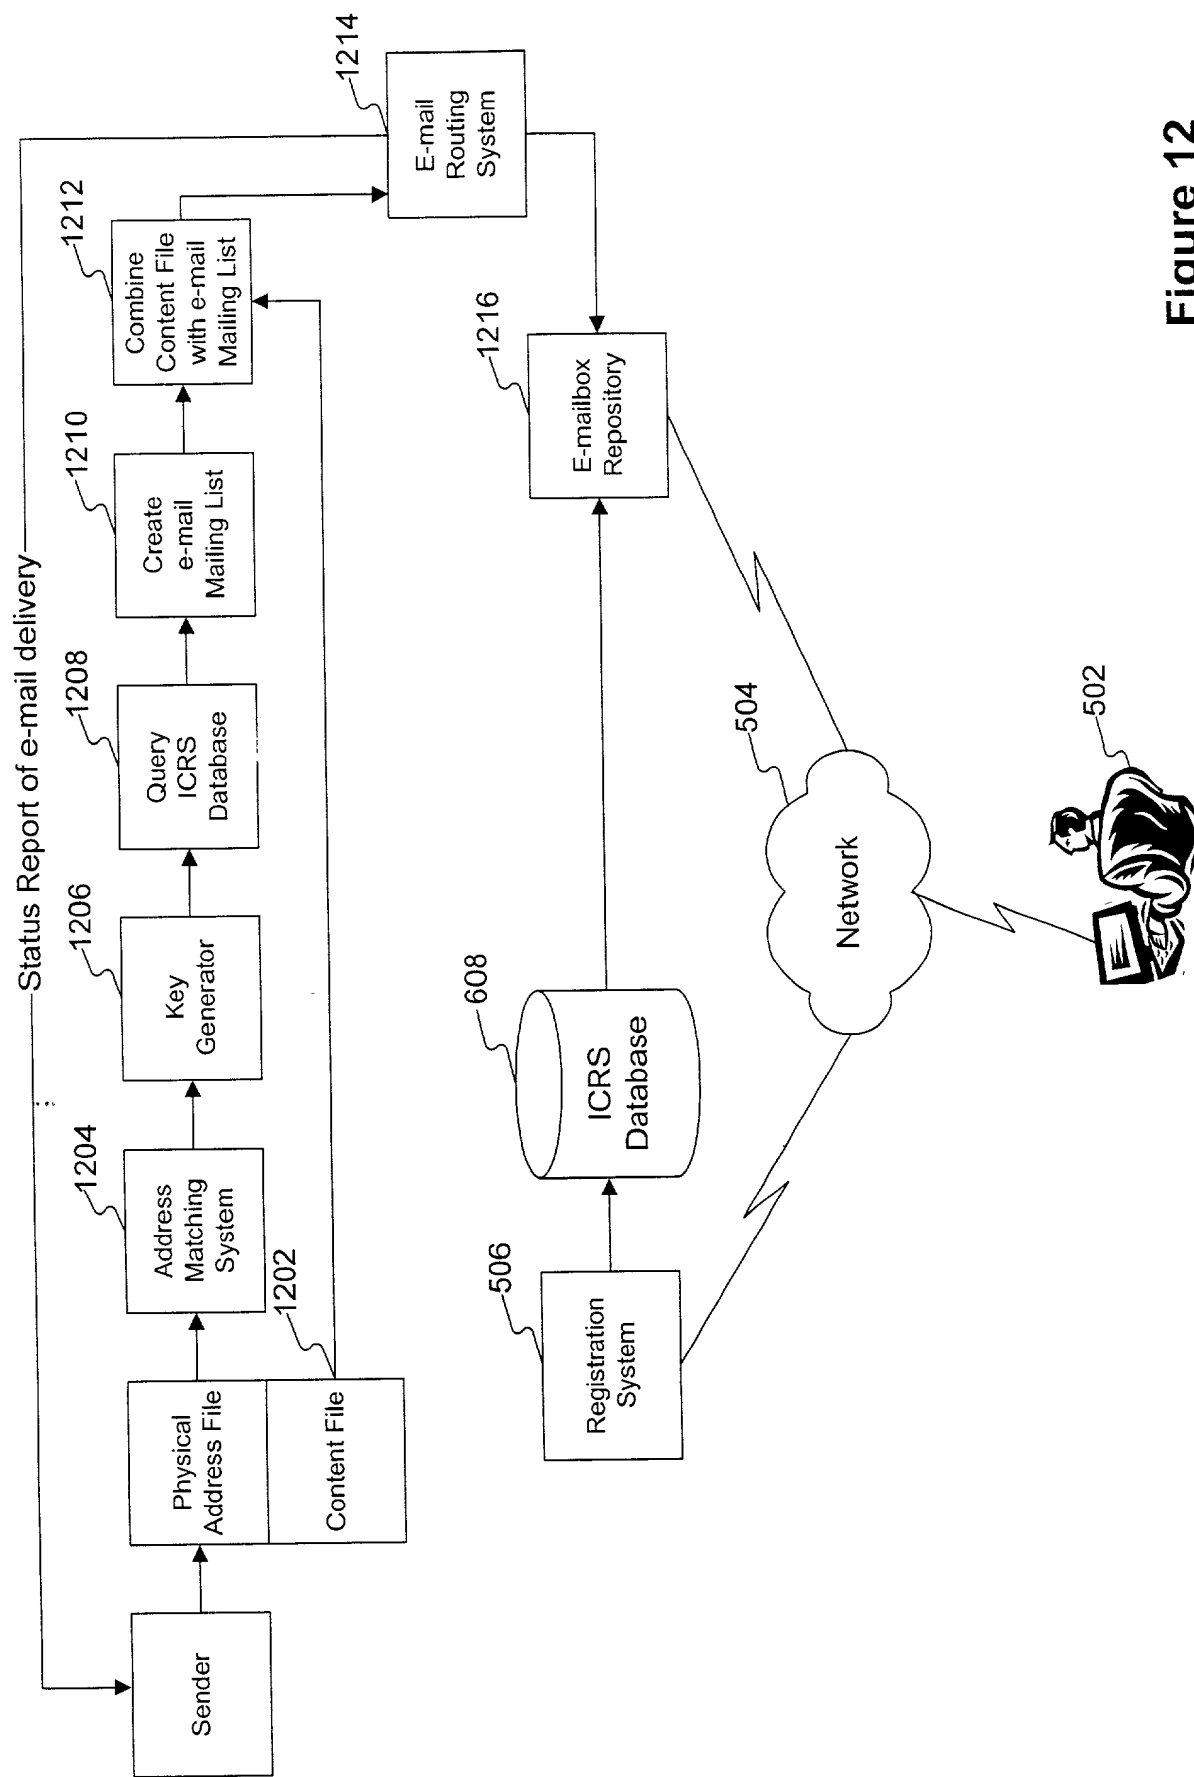 Status Report of e-mail delivery
Sender
Physical
Address File
Content File
1202
1204
Address
Matching
System
1206
Key
Generator
1208
Query
ICRS
Database
1210
Create
e-mail
Mailing List
1212
Combine
Content File
with e-mail
Mailing List
1214
E-mail
Routing
System
506
Registration
System
608
ICRS
Database
1216
E-mailbox
Repository
504
Network
502
Figure 12